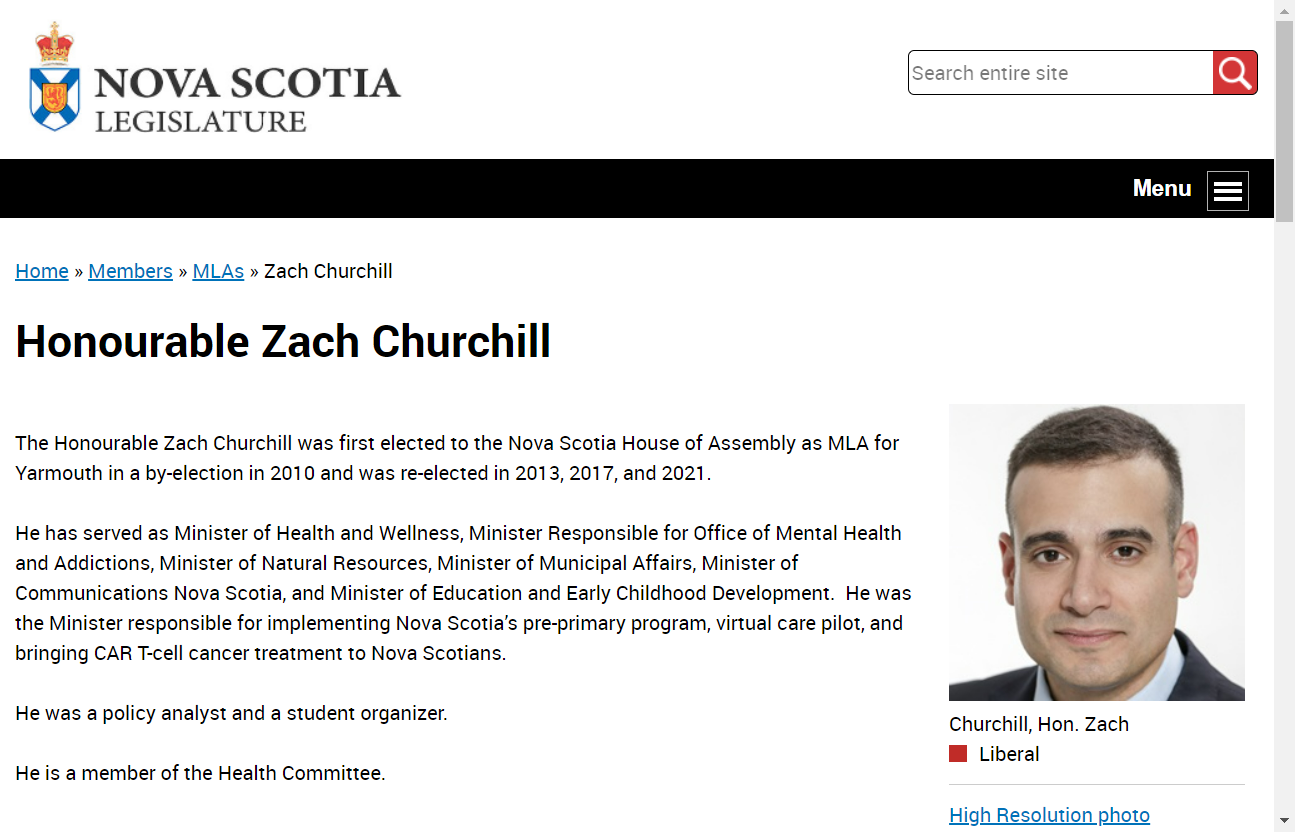 NOVA SCOTIA
LEGISLATURE
Search entire site
Menu
Home » Members » MLAs » Zach Churchill
Honourable Zach Churchill
The Honourable Zach Churchill was first elected to the Nova Scotia House of Assembly as MLA for
Yarmouth in a by-election in 2010 and was re-elected in 2013, 2017, and 2021.
He has served as Minister of Health and Wellness, Minister Responsible for Office of Mental Health
and Addictions, Minister of Natural Resources, Minister of Municipal Affairs, Minister of
Communications Nova Scotia, and Minister of Education and Early Childhood Development.  He was
the Minister responsible for implementing Nova Scotia’s pre-primary program, virtual care pilot, and
bringing CAR T-cell cancer treatment to Nova Scotians.
He was a policy analyst and a student organizer.
He is a member of the Health Committee.
Churchill, Hon. Zach
Liberal
High Resolution photo